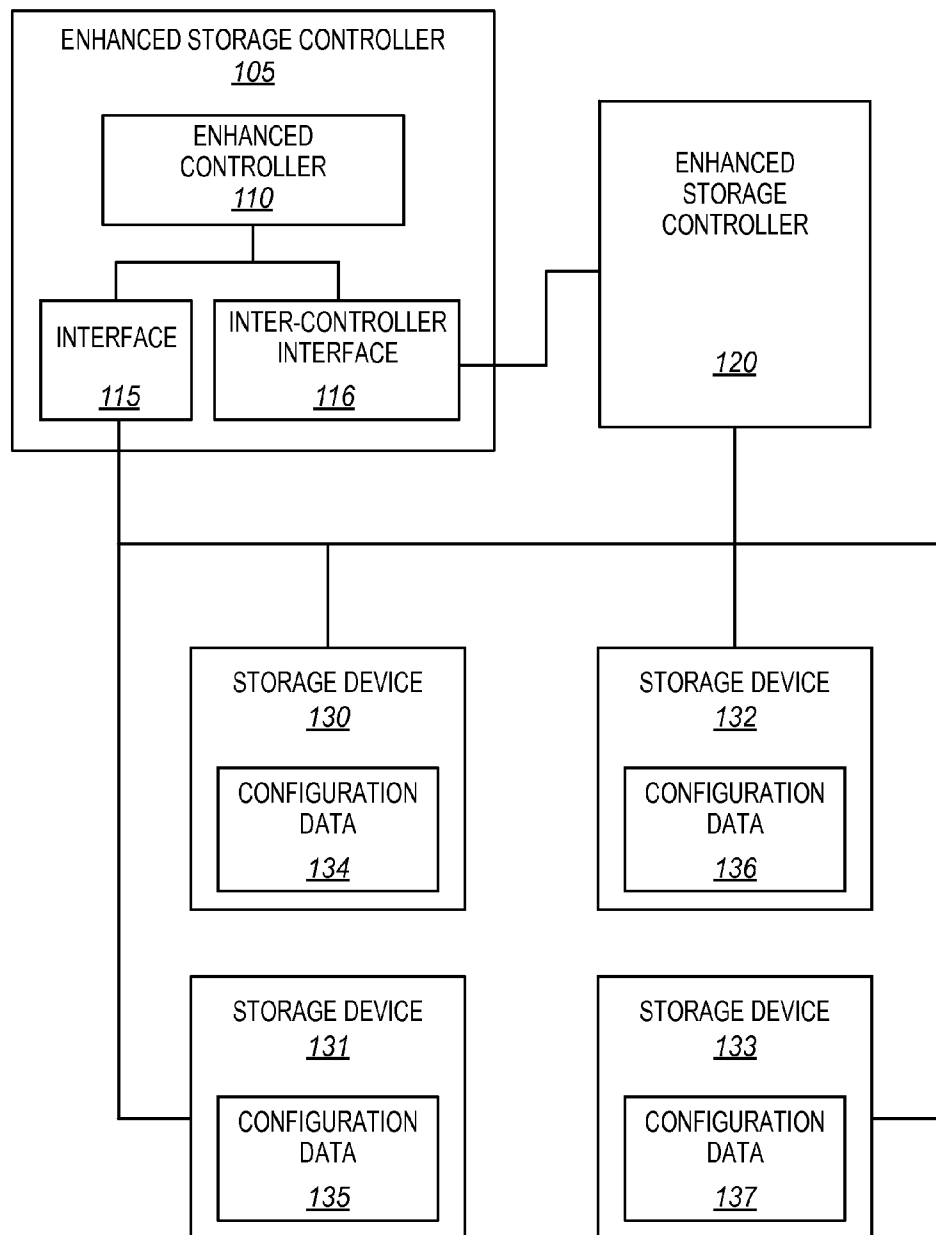 ENHANCED STORAGE CONTROLLER
105
ENHANCED
CONTROLLER
110
INTERFACE
115
INTER-CONTROLLER
INTERFACE
116
ENHANCED
STORAGE
CONTROLLER
120
STORAGE DEVICE
130
CONFIGURATION
DATA
134
STORAGE DEVICE
132
CONFIGURATION
DATA
136
STORAGE DEVICE
131
CONFIGURATION
DATA
135
STORAGE DEVICE
133
CONFIGURATION
DATA
137